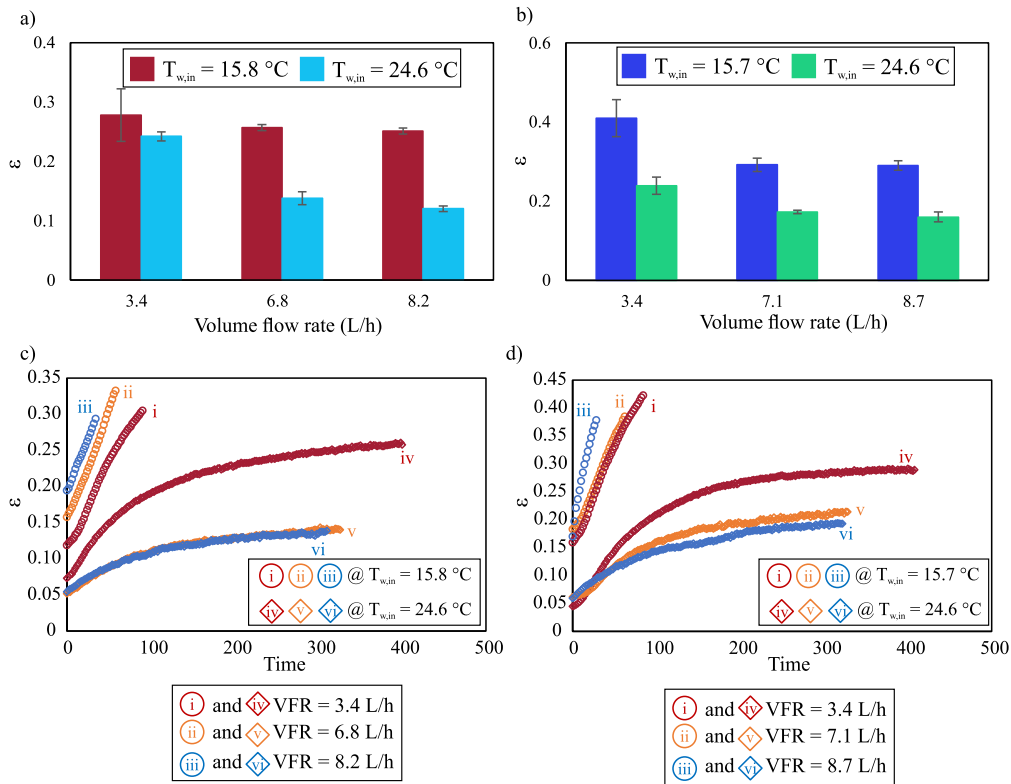 a)
0.4
0.3
0.2
0.1
0
ε
T_w,in = 15.8 °C
T_w,in = 24.6 °C
3.4
6.8
8.2
Volume flow rate (L/h)
b)
0.6
0.4
0.2
0
ε
T_w,in = 15.7 °C
T_w,in = 24.6 °C
3.4
7.1
8.7
Volume flow rate (L/h)
c)
0.35
0.30
0.25
0.20
0.15
0.10
0.05
0
ε
iii
ii
i
iv
v
vi
i ii iii @ T_w,in = 15.8 °C
iv v vi @ T_w,in = 24.6 °C
0 100 200 300 400 500
Time
i and iv VFR = 3.4 L/h
ii and v VFR = 6.8 L/h
iii and vi VFR = 8.2 L/h
d)
0.45
0.40
0.35
0.30
0.25
0.20
0.15
0.10
0.05
0
ε
iii
ii
i
iv
v
vi
i ii iii @ T_w,in = 15.7 °C
iv v vi @ T_w,in = 24.6 °C
0 100 200 300 400 500
Time
i and iv VFR = 3.4 L/h
ii and v VFR = 7.1 L/h
iii and vi VFR = 8.7 L/h